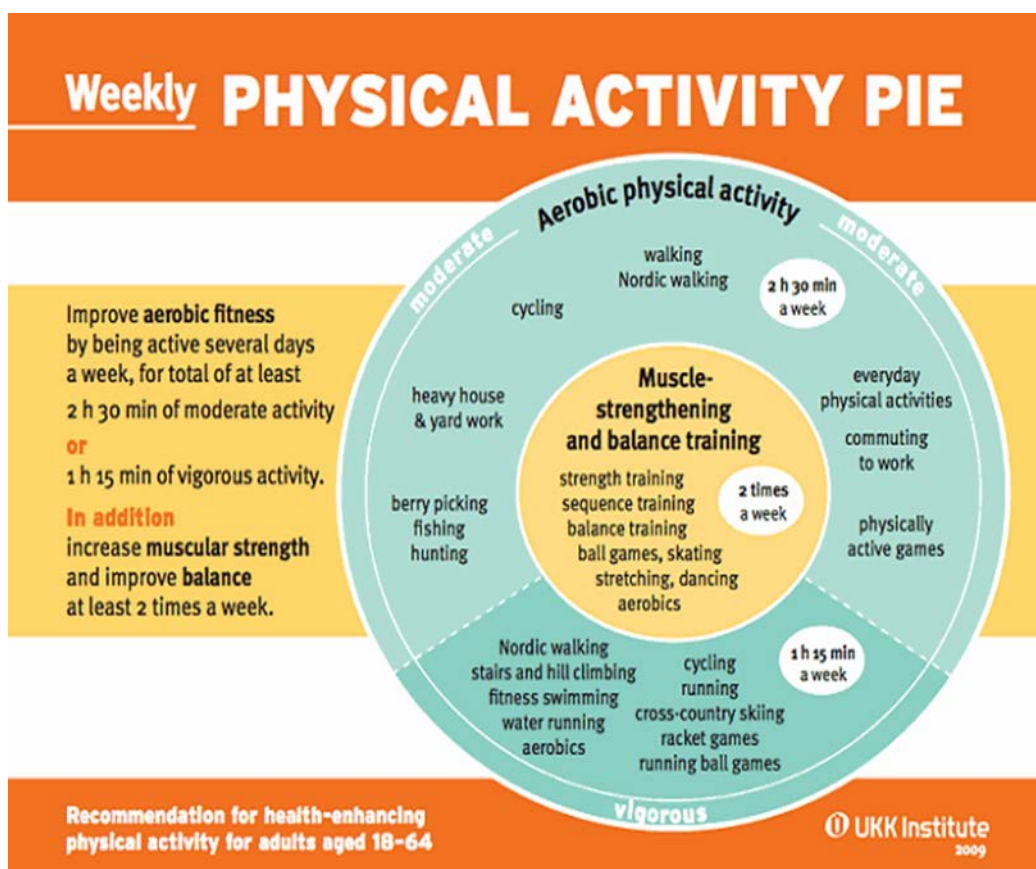 Weekly PHYSICAL ACTIVITY PIE
Improve aerobic fitness
by being active several days
a week, for total of at least
2 h 30 min of moderate activity
or
1 h 15 min of vigorous activity.
In addition
increase muscular strength
and improve balance
at least 2 times a week.
Aerobic physical activity
moderate
moderate
walking
Nordic walking
2 h 30 min
a week
cycling
heavy house
& yard work
berry picking
fishing
hunting
everyday
physical activities
commuting
to work
physically
active games
Muscle-
strengthening
and balance training
strength training
sequence training
balance training
ball games, skating
stretching, dancing
aerobics
2 times
a week
Nordic walking
stairs and hill climbing
fitness swimming
water running
aerobics
cycling
running
cross-country skiing
racket games
running ball games
1 h 15 min
a week
vigorous
Recommendation for health-enhancing
physical activity for adults aged 18-64
UKK Institute
2009